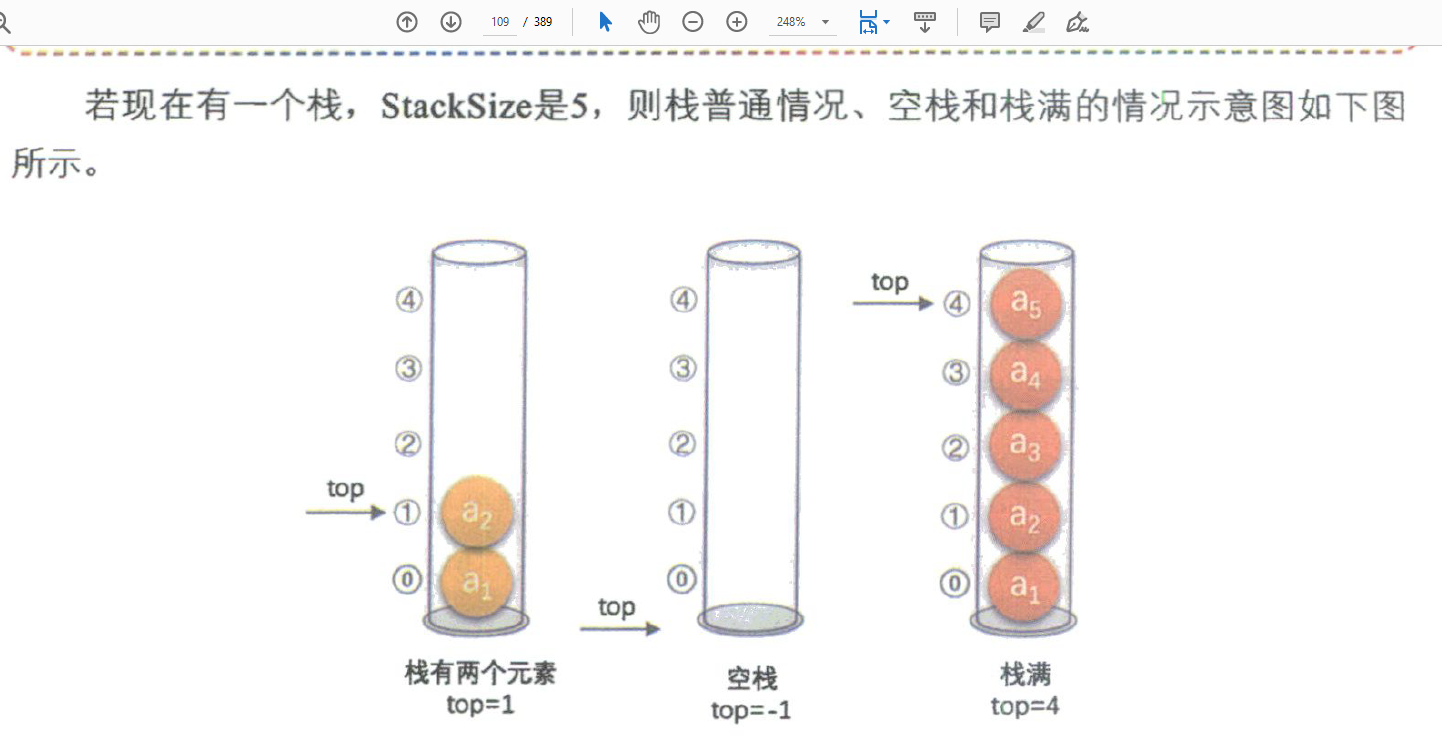 109 / 389 248%
若现在有一个栈，StackSize是5，则栈普通情况、空栈和栈满的情况示意图如下图
所示。
④
③
②
top
①
a2
⓪
a1
栈有两个元素
top=1
④
③
②
①
⓪
top
空栈
top=-1
top
④
a5
③
a4
②
a3
①
a2
⓪
a1
栈满
top=4